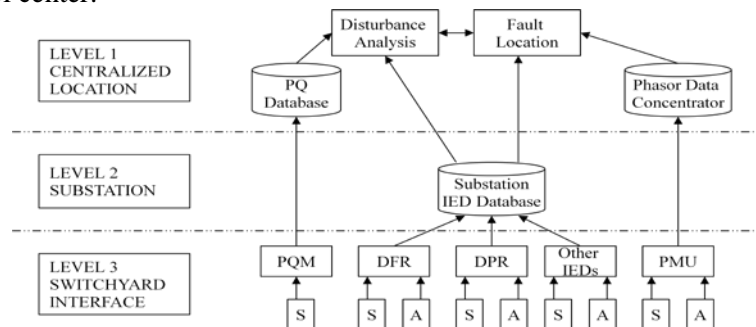 n center.
Disturbance
Analysis
Fault
Location
LEVEL 1
CENTRALIZED
LOCATION
PQ
Database
Phasor Data
Concentrator
LEVEL 2
SUBSTATION
Substation
IED Database
LEVEL 3
SWITCHYARD
INTERFACE
PQM
DFR
DPR
Other
IEDs
PMU
S
S
A
S
A
S
A
S
A